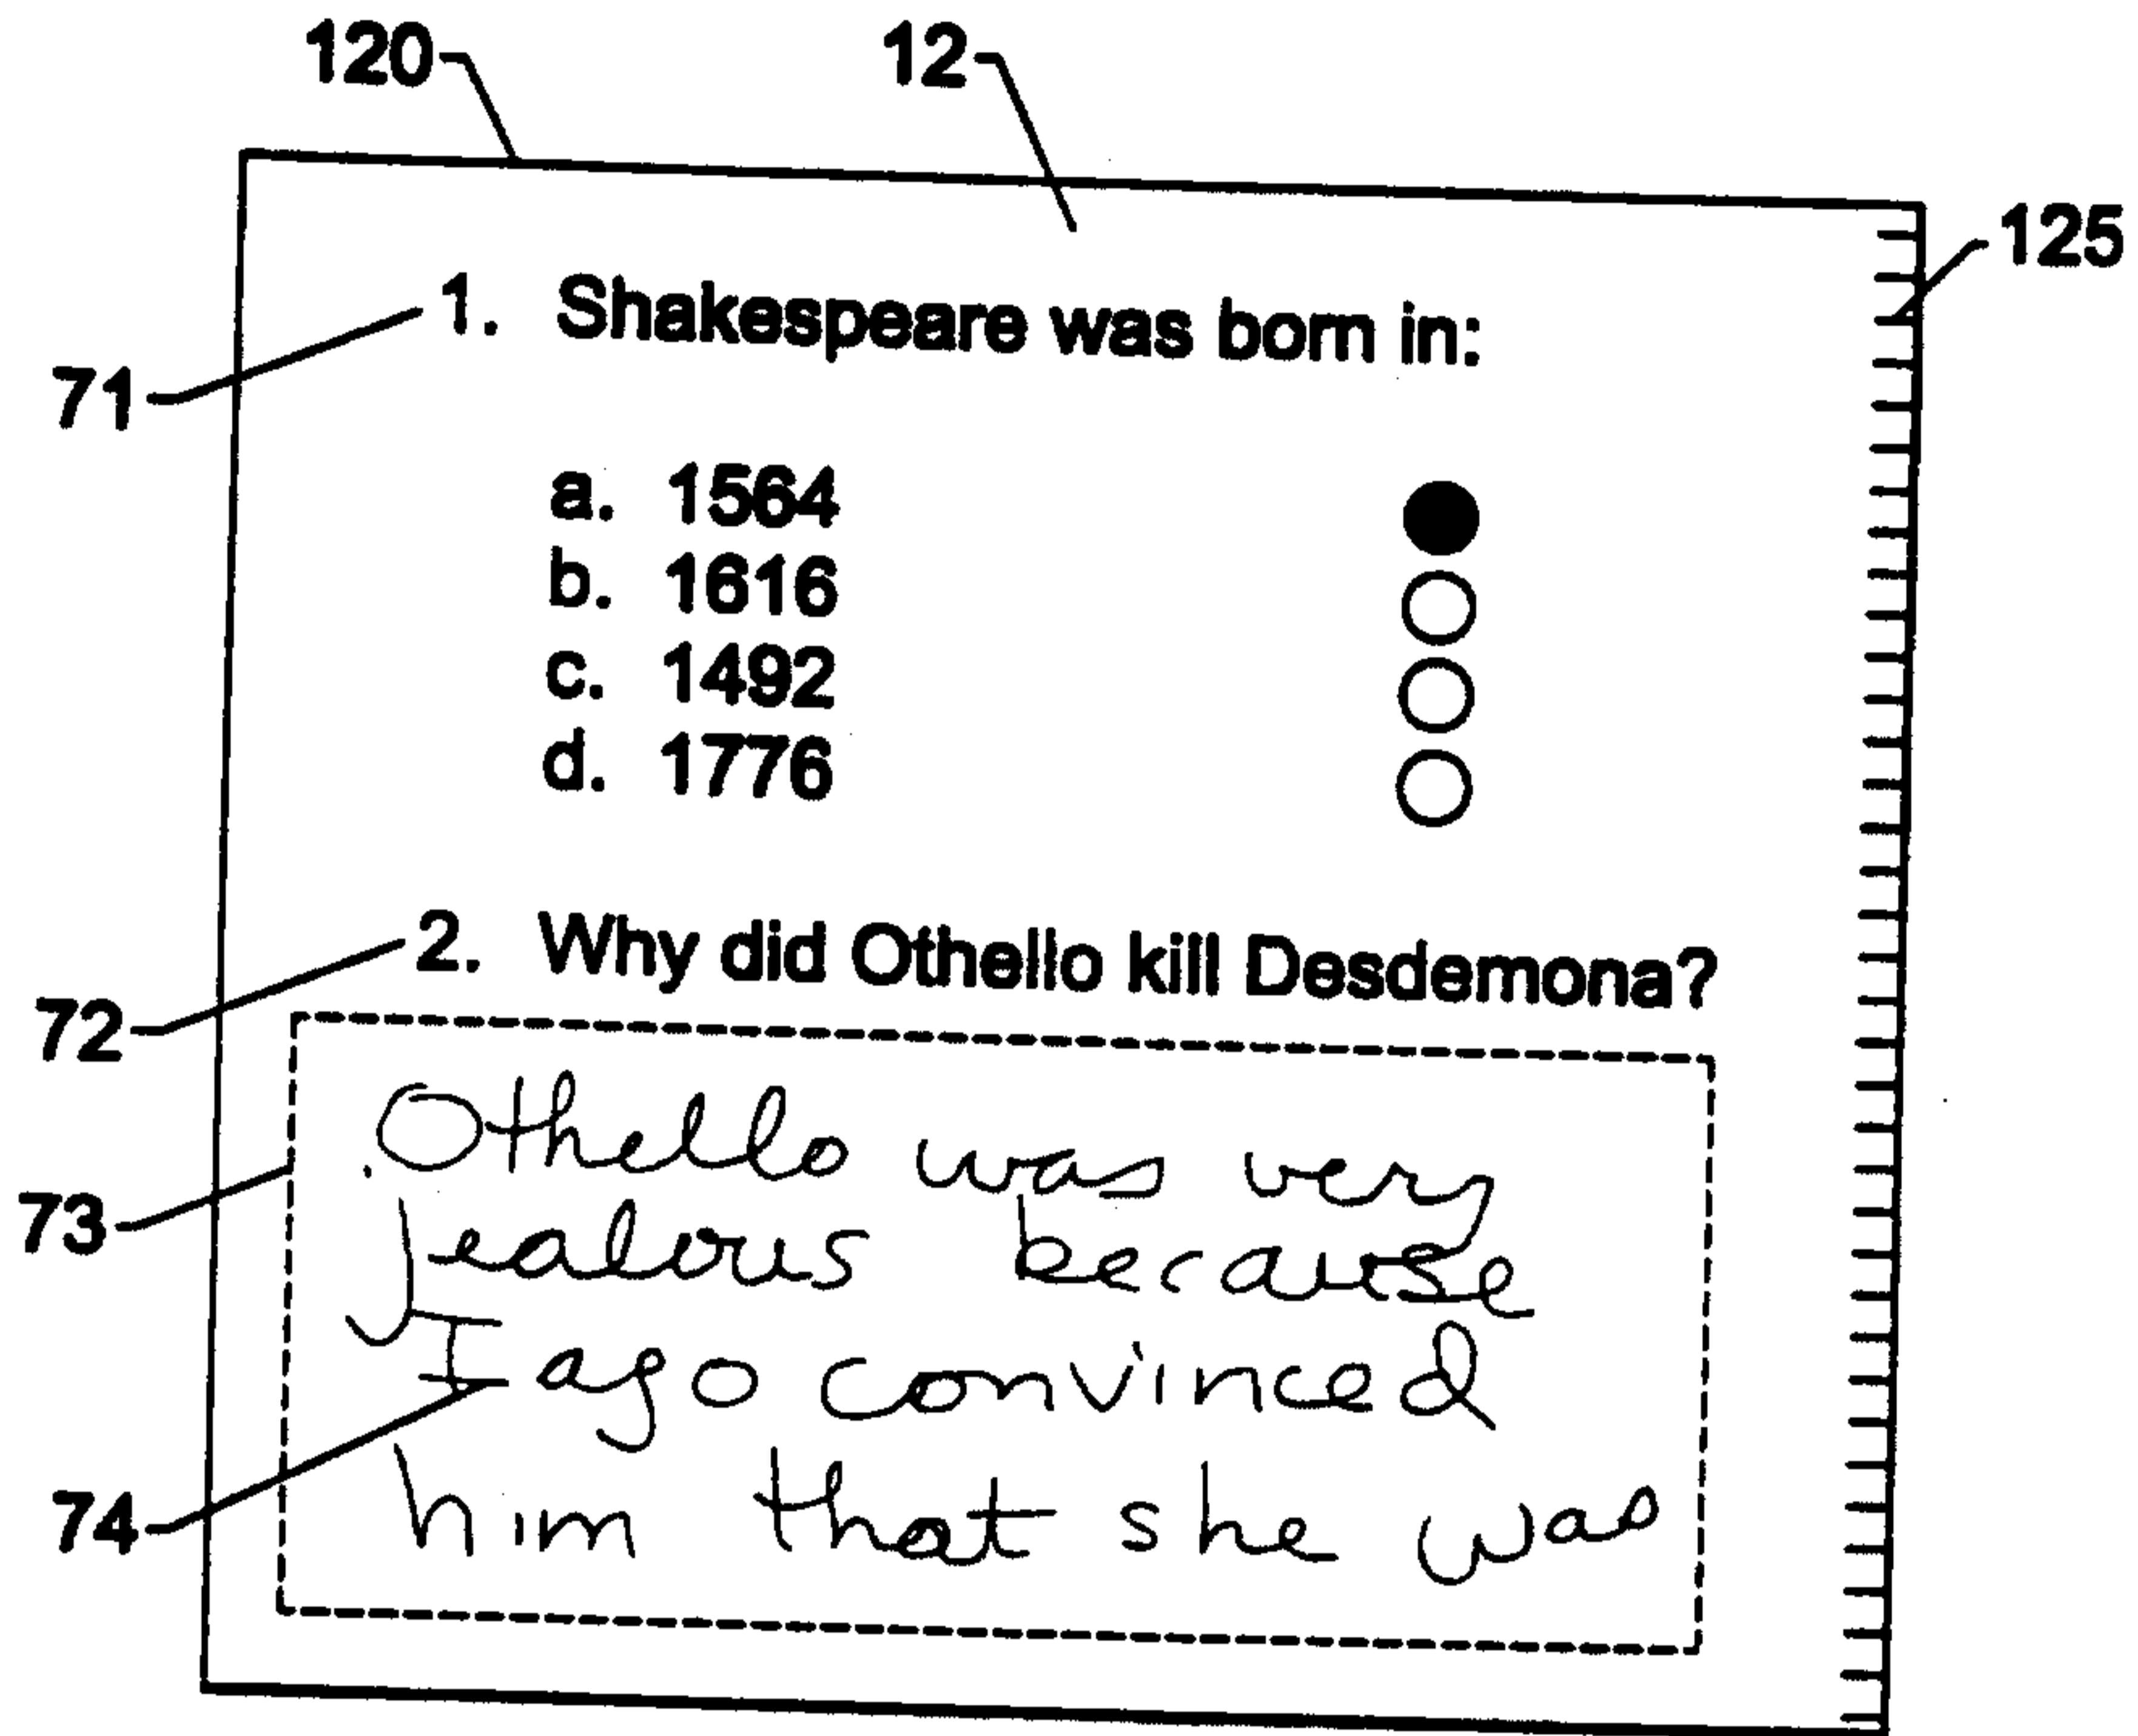 120 12
125
1. Shakespeare was born in:
71
a. 1564
b. 1616
c. 1492
d. 1776
2. Why did Othello kill Desdemona?
72
Othello was very
73
jealous because
Iago convinced
74
him that she was